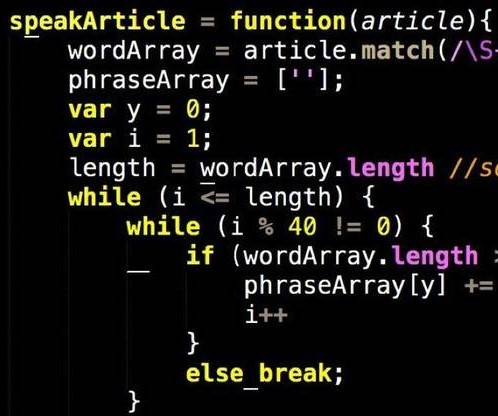 speakArticle = function(article){
wordArray = article.match(/\S
phraseArray = [''];
var y = 0;
var i = 1;
length = wordArray.length //s
while (i <= length) {
while (i % 40 != 0) {
if (wordArray.length >
phraseArray[y] +=
i++
}
else break;
}